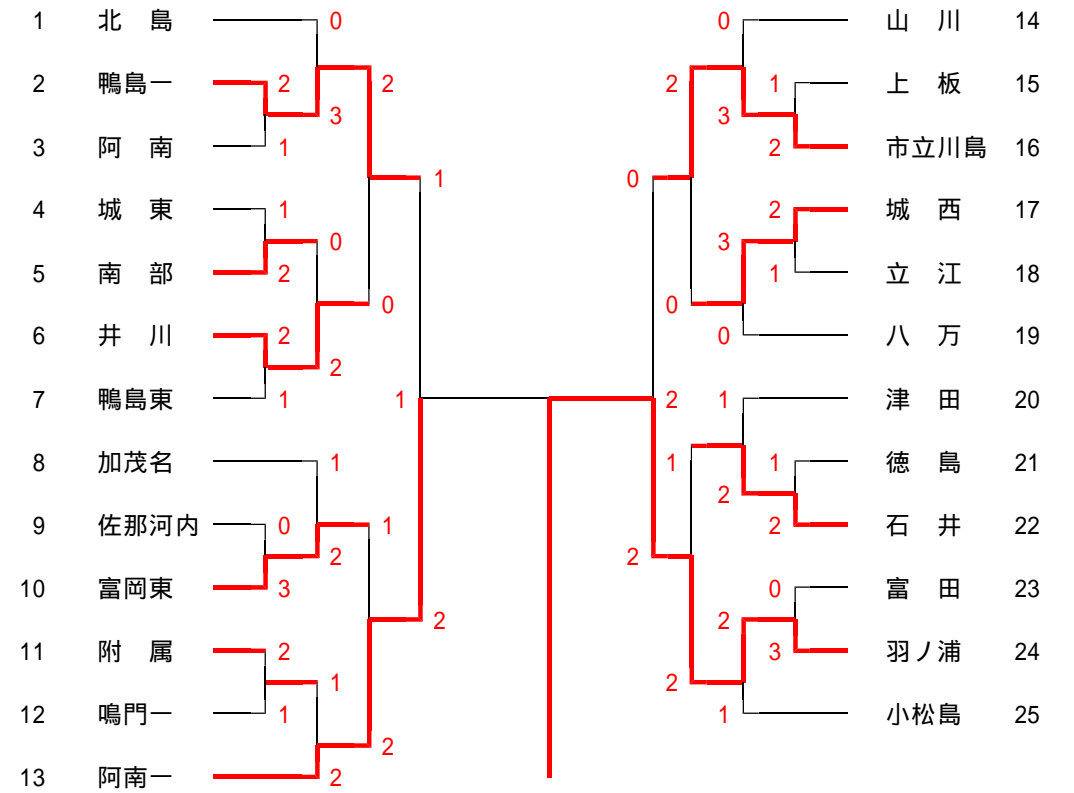 1 北 島 0 0 山 川 14
2 鴨島一 2 2 2 1 上 板 15
3 3
3 阿 南 1 2 市立川島 16
1 0
4 城 東 1 2 城 西 17
0 3
5 南 部 2 1 立 江 18
0 0
6 井 川 2 0 八 万 19
2
7 鴨島東 1 1 2 1 津 田 20
8 加茂名 1 1 1 徳 島 21
2
9 佐那河内 0 1 2 石 井 22
2 2
10 富岡東 3 0 富 田 23
2 2
11 附 属 2 3 羽ノ浦 24
1 2
12 鳴門一 1 1 小松島 25
2
13 阿南一 2